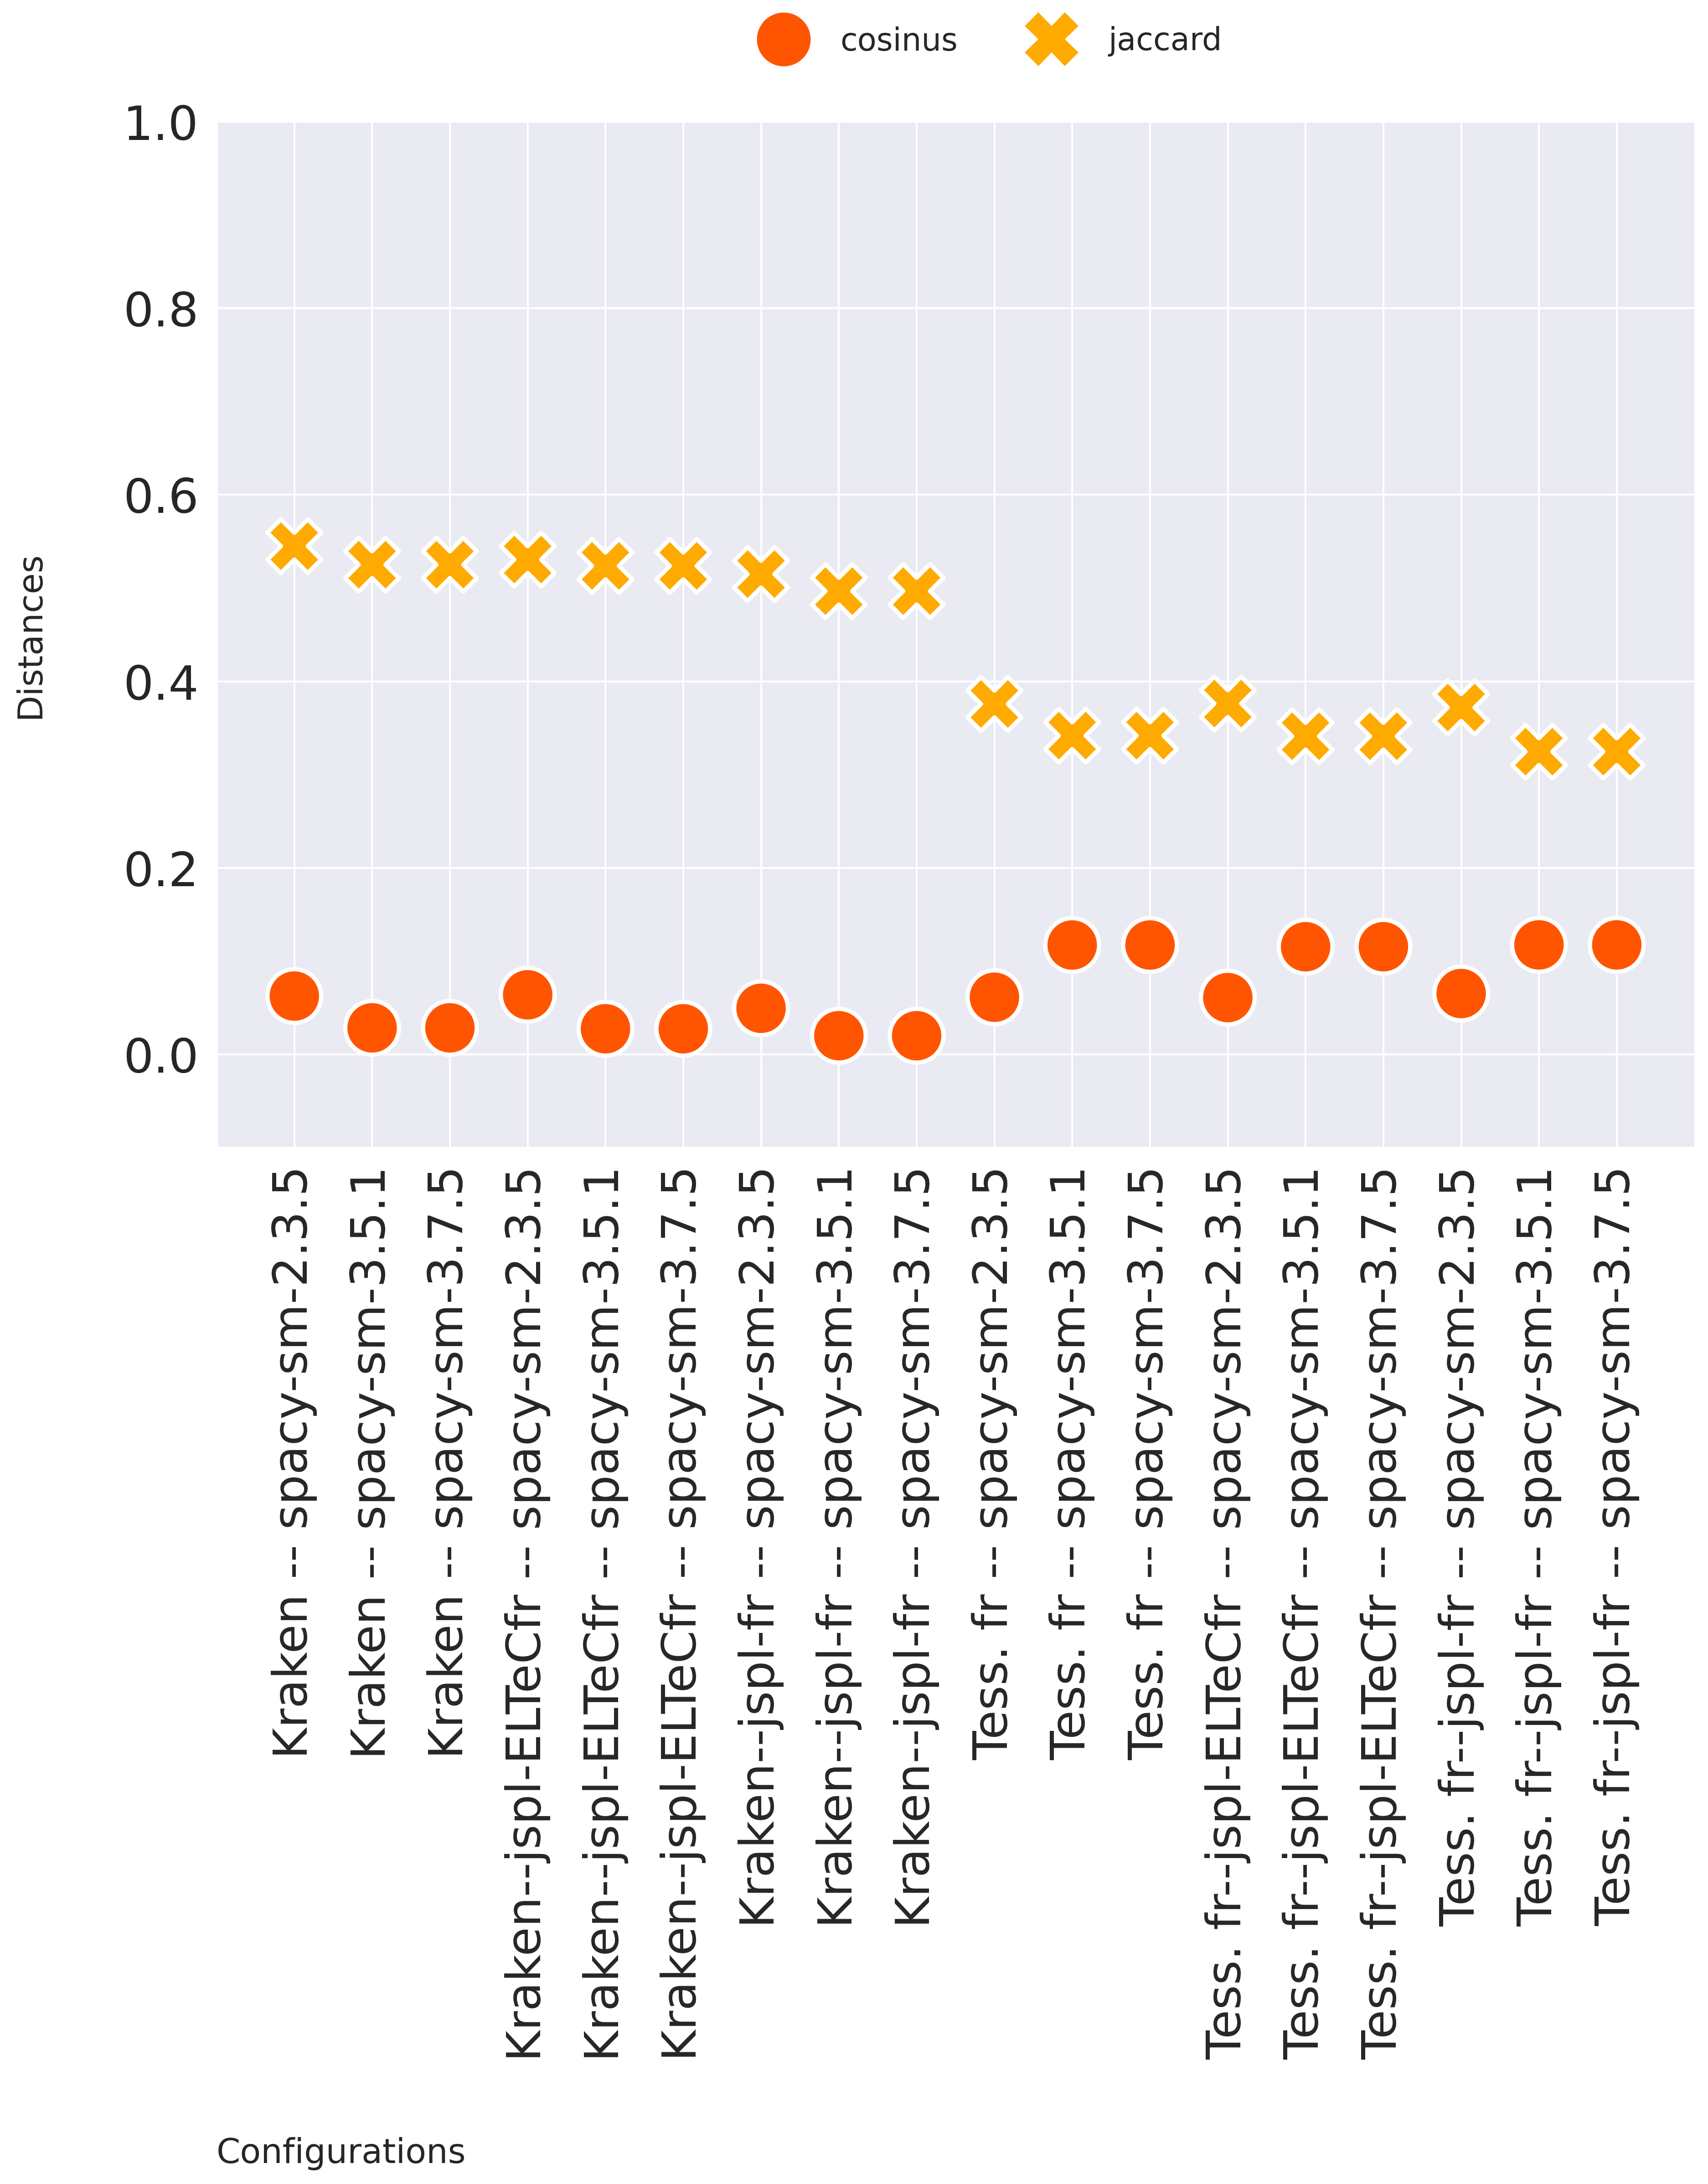 cosinus
jaccard
1.0
0.8
0.6
0.4
0.2
0.0
Distances
Kraken -- spacy-sm-2.3.5
Kraken -- spacy-sm-3.5.1
Kraken -- spacy-sm-3.7.5
Kraken--jspl-ELTeCfr -- spacy-sm-2.3.5
Kraken--jspl-ELTeCfr -- spacy-sm-3.5.1
Kraken--jspl-ELTeCfr -- spacy-sm-3.7.5
Kraken--jspl-fr -- spacy-sm-2.3.5
Kraken--jspl-fr -- spacy-sm-3.5.1
Kraken--jspl-fr -- spacy-sm-3.7.5
Tess. fr -- spacy-sm-2.3.5
Tess. fr -- spacy-sm-3.5.1
Tess. fr -- spacy-sm-3.7.5
Tess. fr--jspl-ELTeCfr -- spacy-sm-2.3.5
Tess. fr--jspl-ELTeCfr -- spacy-sm-3.5.1
Tess. fr--jspl-ELTeCfr -- spacy-sm-3.7.5
Tess. fr--jspl-fr -- spacy-sm-2.3.5
Tess. fr--jspl-fr -- spacy-sm-3.5.1
Tess. fr--jspl-fr -- spacy-sm-3.7.5
Configurations